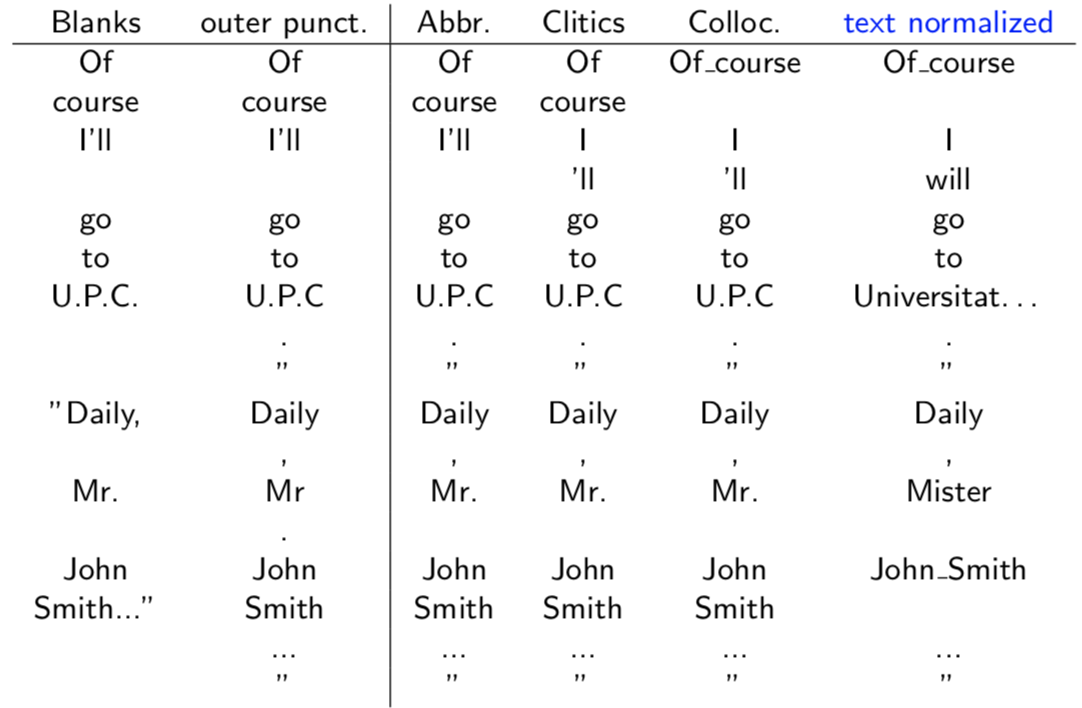 Blanks outer punct. Abbr. Clitics Colloc. text normalized
Of Of Of Of Of_course Of_course
course course course course
I'll I'll I'll I I I
'll 'll will
go go go go go go
to to to to to to
U.P.C. U.P.C U.P.C U.P.C U.P.C Universitat...
. . . . .
" " " " "
"Daily, Daily Daily Daily Daily Daily
, , , , ,
Mr. Mr Mr. Mr. Mr. Mister
.
John John John John John John_Smith
Smith..." Smith Smith Smith Smith
... ... ... ... ...
" " " " "